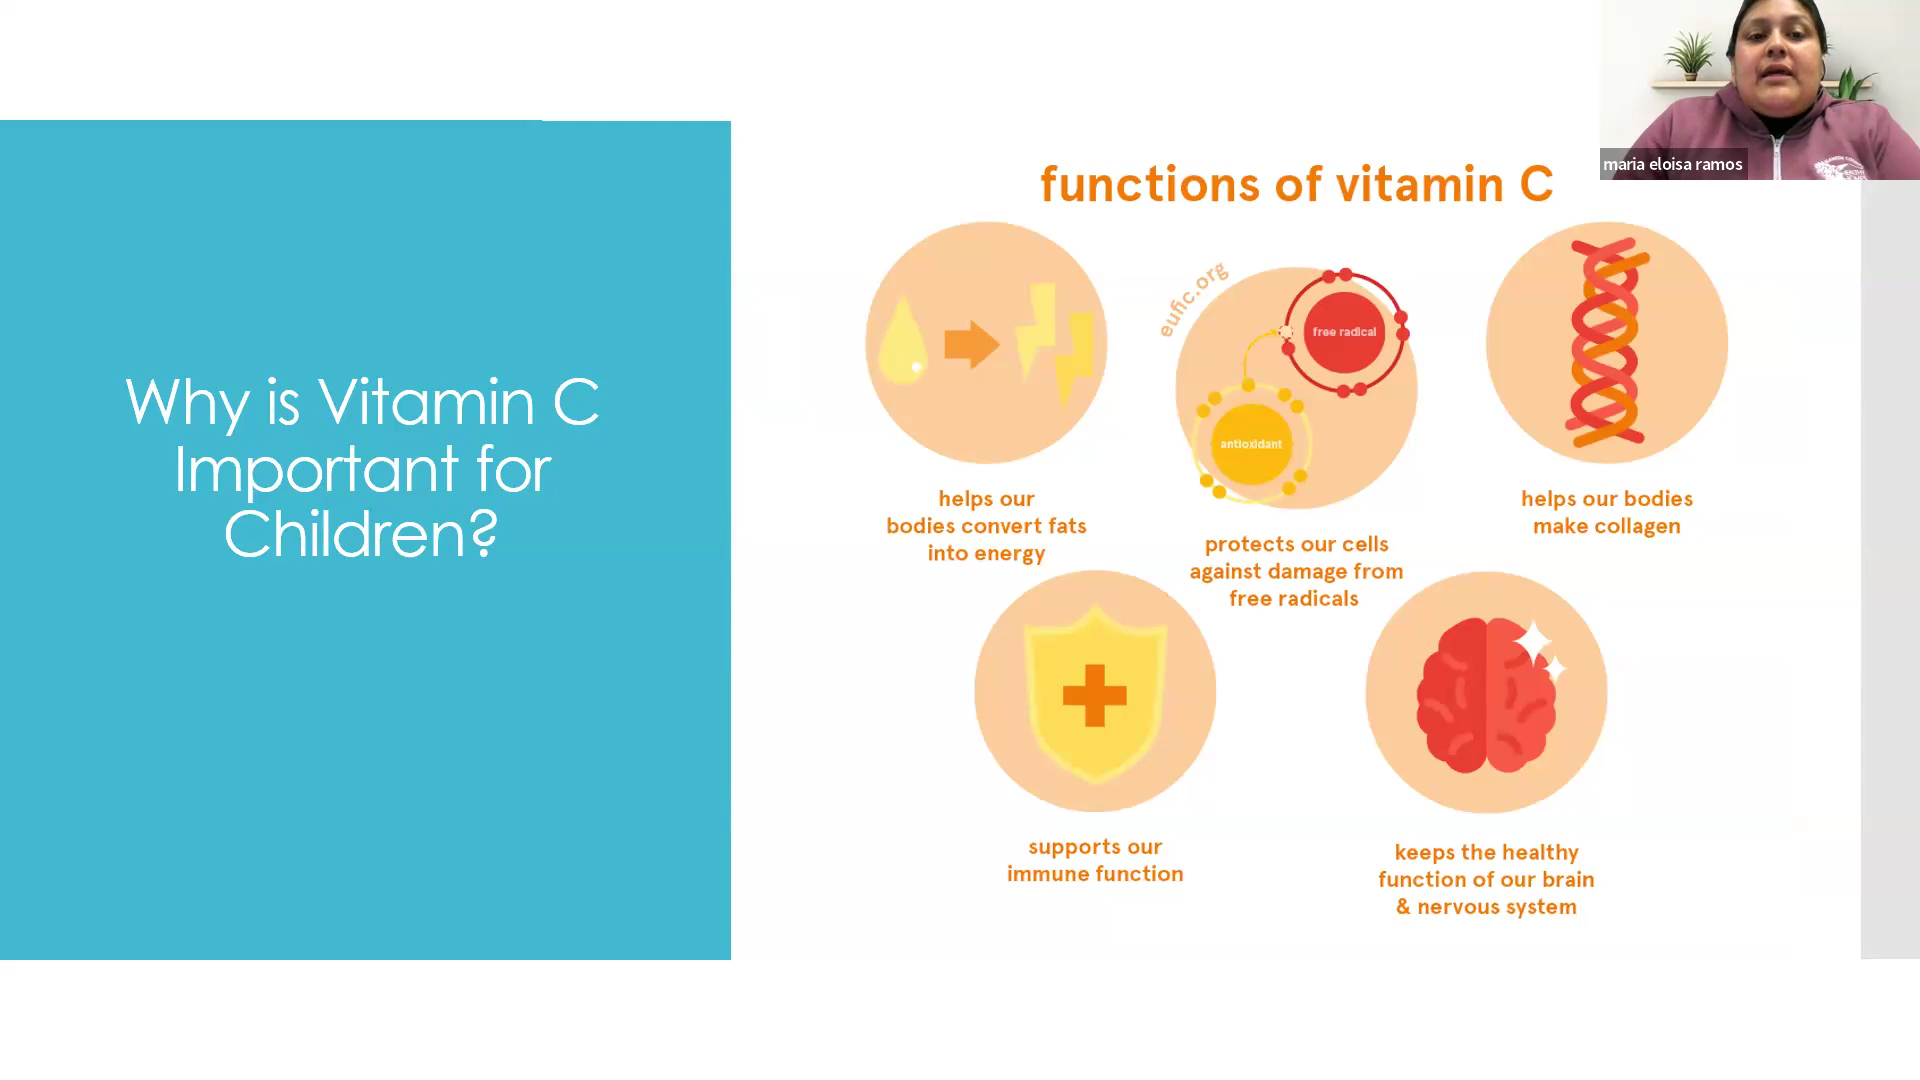 maria eloisa ramos
Why is Vitamin C
Important for
Children?
functions of vitamin C
eufic.org
free radical
antioxidant
helps our
bodies convert fats
into energy
protects our cells
against damage from
free radicals
helps our bodies
make collagen
supports our
immune function
keeps the healthy
function of our brain
& nervous system